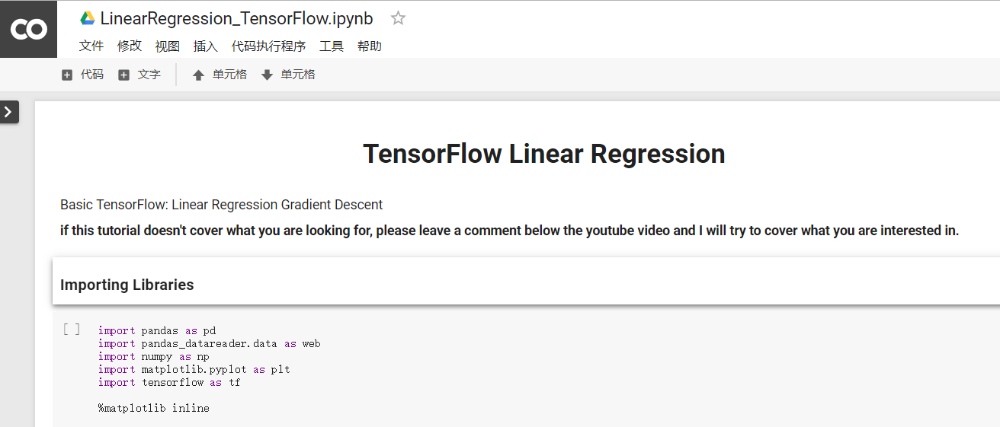 CO LinearRegression_TensorFlow.ipynb
文件 修改 视图 插入 代码执行程序 工具 帮助
代码 文字 单元格 单元格
TensorFlow Linear Regression
Basic TensorFlow: Linear Regression Gradient Descent
if this tutorial doesn't cover what you are looking for, please leave a comment below the youtube video and I will try to cover what you are interested in.
Importing Libraries
[ ] import pandas as pd
import pandas_datareader.data as web
import numpy as np
import matplotlib.pyplot as plt
import tensorflow as tf
%matplotlib inline